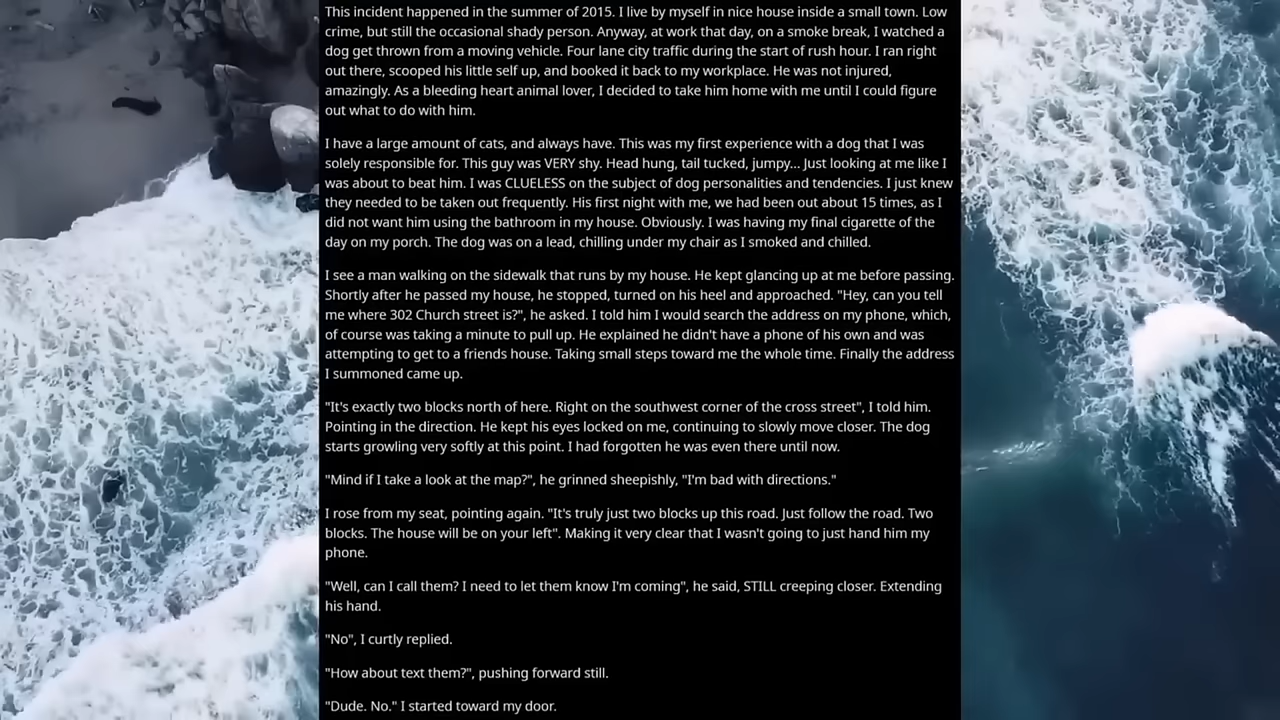 This incident happened in the summer of 2015. I live by myself in nice house inside a small town. Low
crime, but still the occasional shady person. Anyway, at work that day, on a smoke break, I watched a
dog get thrown from a moving vehicle. Four lane city traffic during the start of rush hour. I ran right
out there, scooped his little self up, and booked it back to my workplace. He was not injured,
amazingly. As a bleeding heart animal lover, I decided to take him home with me until I could figure
out what to do with him.
I have a large amount of cats, and always have. This was my first experience with a dog that I was
solely responsible for. This guy was VERY shy. Head hung, tail tucked, jumpy... Just looking at me like I
was about to beat him. I was CLUELESS on the subject of dog personalities and tendencies. I just knew
they needed to be taken out frequently. His first night with me, we had been out about 15 times, as I
did not want him using the bathroom in my house. Obviously. I was having my final cigarette of the
day on my porch. The dog was on a lead, chilling under my chair as I smoked and chilled.
I see a man walking on the sidewalk that runs by my house. He kept glancing up at me before passing.
Shortly after he passed my house, he stopped, turned on his heel and approached. "Hey, can you tell
me where 302 Church street is?", he asked. I told him I would search the address on my phone, which,
of course was taking a minute to pull up. He explained he didn't have a phone of his own and was
attempting to get to a friends house. Taking small steps toward me the whole time. Finally the address
I summoned came up.
"It's exactly two blocks north of here. Right on the southwest corner of the cross street", I told him.
Pointing in the direction. He kept his eyes locked on me, continuing to slowly move closer. The dog
starts growling very softly at this point. I had forgotten he was even there until now.
"Mind if I take a look at the map?", he grinned sheepishly, "I'm bad with directions."
I rose from my seat, pointing again. "It's truly just two blocks up this road. Just follow the road. Two
blocks. The house will be on your left". Making it very clear that I wasn't going to just hand him my
phone.
"Well, can I call them? I need to let them know I'm coming", he said, STILL creeping closer. Extending
his hand.
"No", I curtly replied.
"How about text them?", pushing forward still.
"Dude. No." I started toward my door.